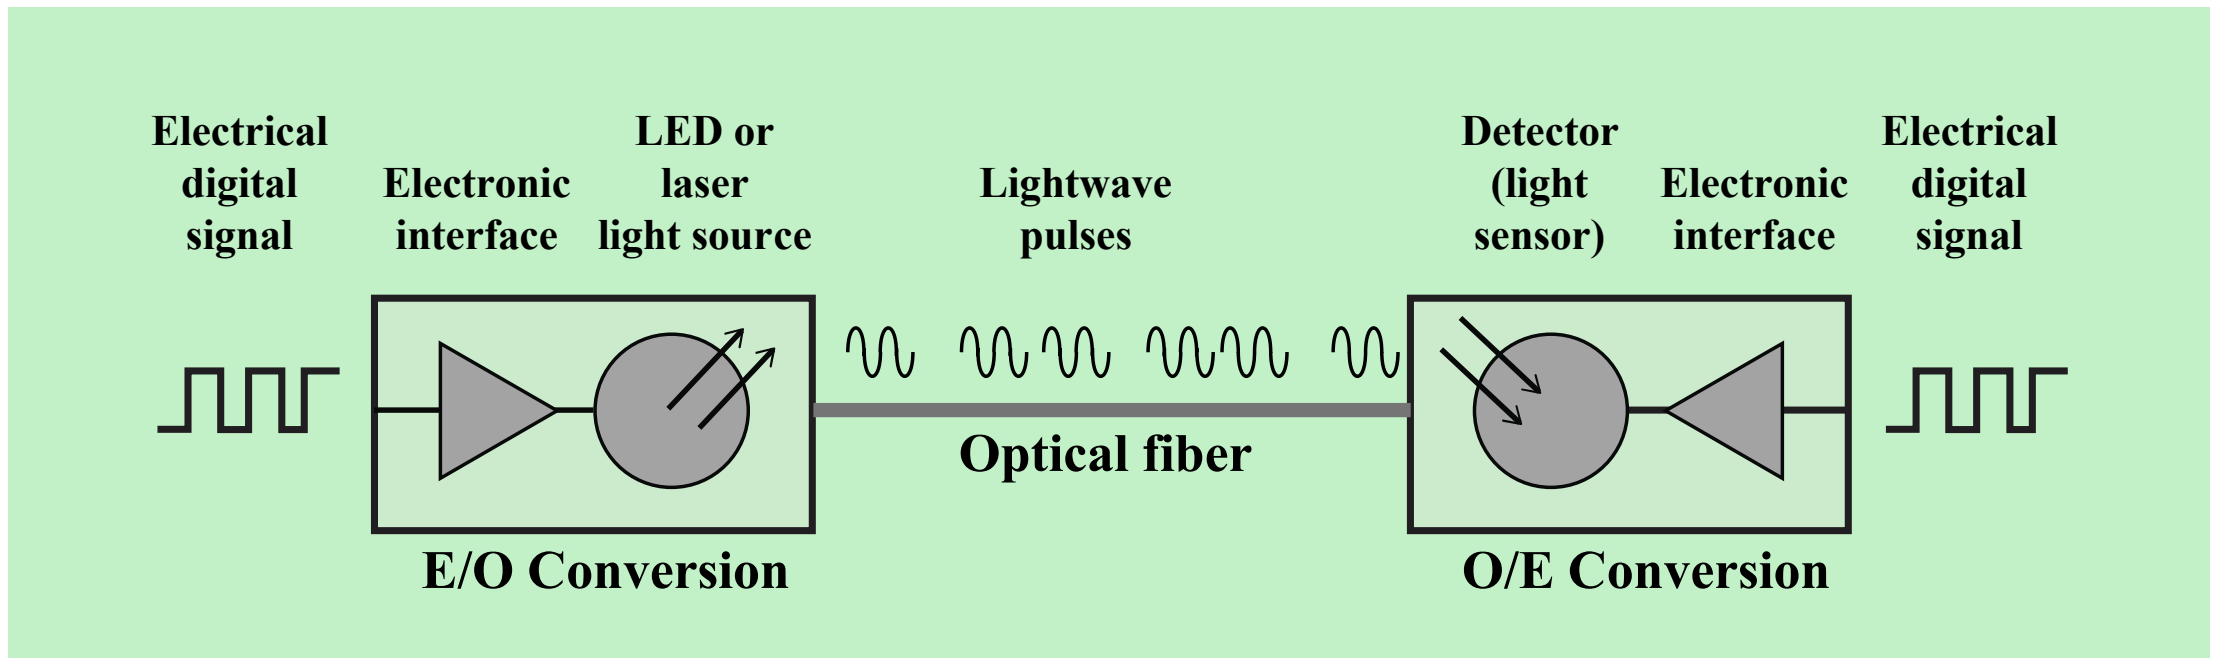 Electrical
digital
signal
Electronic
interface
LED or
laser
light source
Lightwave
pulses
Detector
(light
sensor)
Electronic
interface
Electrical
digital
signal
Optical fiber
E/O Conversion
O/E Conversion